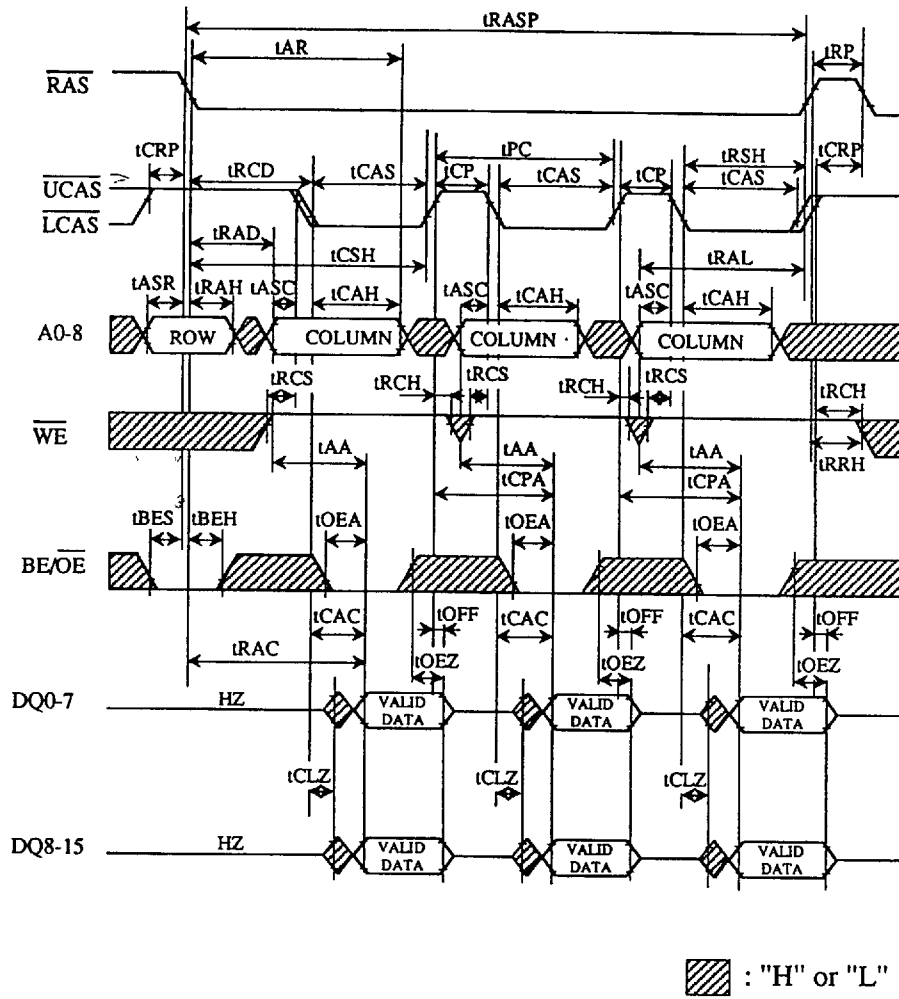 tRASP
tAR
tRP
RAS
tCRP
tRCD
tCAS
tPC
tCP
tCAS
tCP
tRSH
tCAS
tCRP
UCAS
LCAS
tRAD
tCSH
tRAL
tASR
tRAH
tASC
tCAH
tASC
tCAH
tASC
tCAH
A0-8
ROW
COLUMN
COLUMN
COLUMN
tRCS
tRCH
tRCS
tRCH
tRCS
tRCH
WE
tAA
tAA
tAA
tRRH
tCPA
tCPA
tBES
tBEH
tOEA
tOEA
tOEA
BE/OE
tCAC
tOFF
tCAC
tOFF
tCAC
tOFF
tRAC
tOEZ
tOEZ
tOEZ
DQ0-7
HZ
VALID
DATA
VALID
DATA
VALID
DATA
tCLZ
tCLZ
tCLZ
DQ8-15
HZ
VALID
DATA
VALID
DATA
VALID
DATA
: "H" or "L"